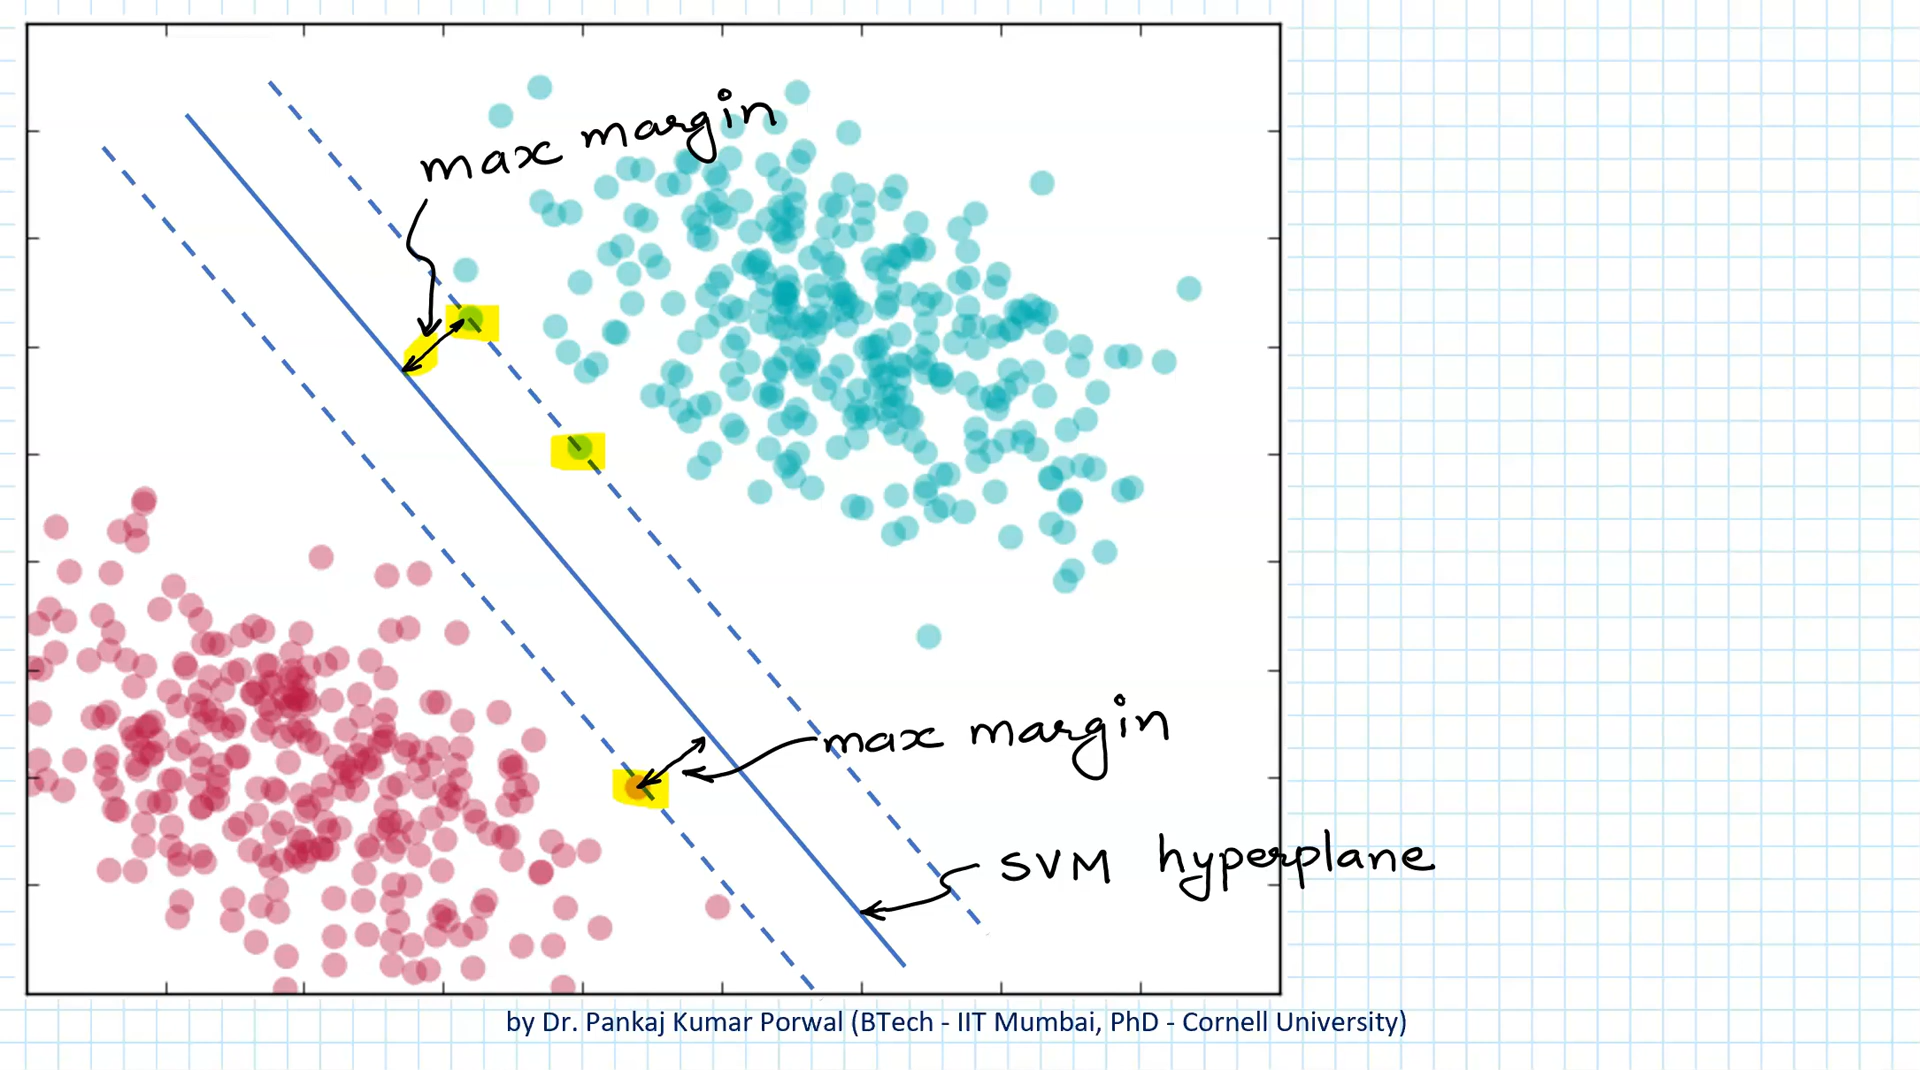 max margin
max margin
SVM hyperplane
by Dr. Pankaj Kumar Porwal (BTech - IIT Mumbai, PhD - Cornell University)